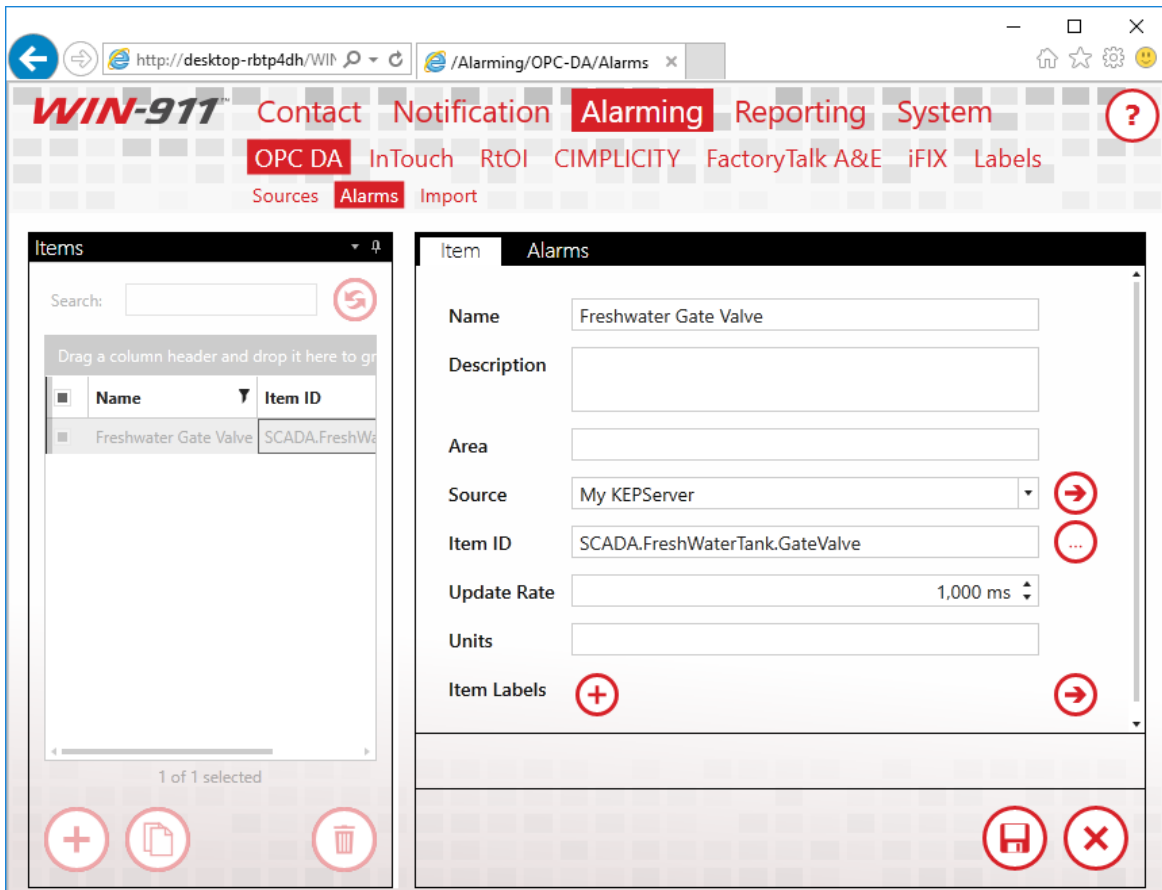 http://desktop-rbtp4dh/WIN
/Alarming/OPC-DA/Alarms
WIN-911™ Contact Notification Alarming Reporting System ?
OPC DA InTouch RtOI CIMPLICITY FactoryTalk A&E iFIX Labels
Sources Alarms Import
Items
Search:
Drag a column header and drop it here to gr
Name Item ID
Freshwater Gate Valve SCADA.FreshWa
1 of 1 selected
Item Alarms
Name Freshwater Gate Valve
Description
Area
Source My KEPServer
Item ID SCADA.FreshWaterTank.GateValve ...
Update Rate 1,000 ms
Units
Item Labels